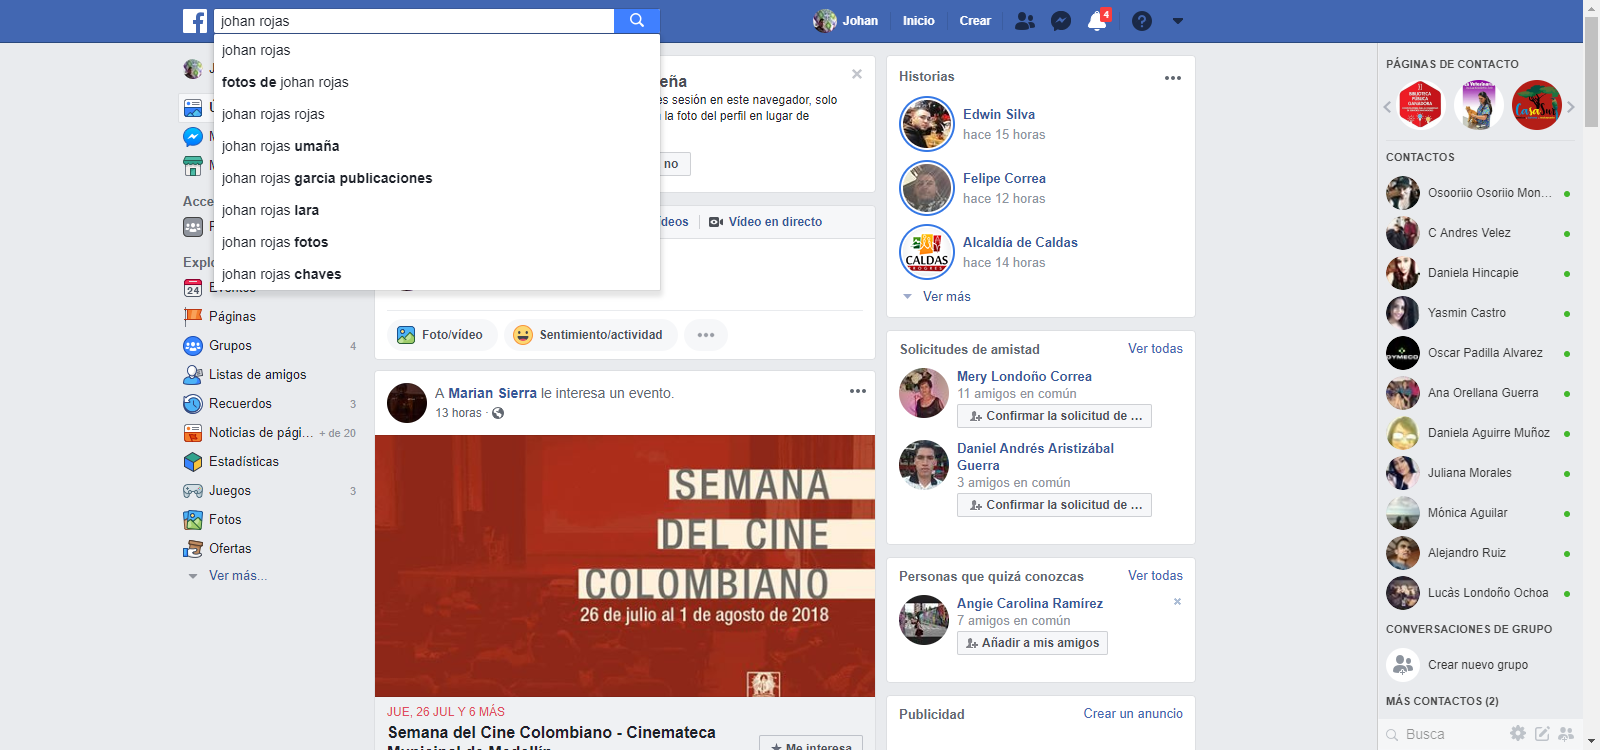 johan rojas
Johan
Inicio
Crear
4
johan rojas
fotos de johan rojas
johan rojas rojas
johan rojas umaña
johan rojas garcia publicaciones
johan rojas lara
johan rojas fotos
johan rojas chaves
Acce
Explo
24
Eventos
Páginas
Grupos 4
Listas de amigos
Recuerdos 3
Noticias de pági... + de 20
Estadísticas
Juegos 3
Fotos
Ofertas
Ver más...
eña
es sesión en este navegador, solo
la foto del perfil en lugar de
no
ídeos
Vídeo en directo
Foto/vídeo
Sentimiento/actividad
A Marian Sierra le interesa un evento.
13 horas ·
SEMANA
DEL CINE
COLOMBIANO
26 de julio al 1 de agosto de 2018
JUE, 26 JUL Y 6 MÁS
Semana del Cine Colombiano - Cinemateca
Municipal de Medellín
Me interesa
Historias
Edwin Silva
hace 15 horas
Felipe Correa
hace 12 horas
CALDAS
PROGRESA
Alcaldía de Caldas
hace 14 horas
Ver más
Solicitudes de amistad
Ver todas
Mery Londoño Correa
11 amigos en común
Confirmar la solicitud de ...
Daniel Andrés Aristizábal
Guerra
3 amigos en común
Confirmar la solicitud de ...
Personas que quizá conozcas
Ver todas
Angie Carolina Ramírez
7 amigos en común
Añadir a mis amigos
Publicidad
Crear un anuncio
PÁGINAS DE CONTACTO
BIBLIOTECA
PÚBLICA
GANADORA
CasaSur
CONTACTOS
Osooriio Osoriio Mon...
C Andres Velez
Daniela Hincapie
Yasmin Castro
DYMECO
Oscar Padilla Alvarez
Ana Orellana Guerra
Daniela Aguirre Muñoz
Juliana Morales
Mónica Aguilar
Alejandro Ruiz
Lucàs Londoño Ochoa
CONVERSACIONES DE GRUPO
Crear nuevo grupo
MÁS CONTACTOS (2)
Busca